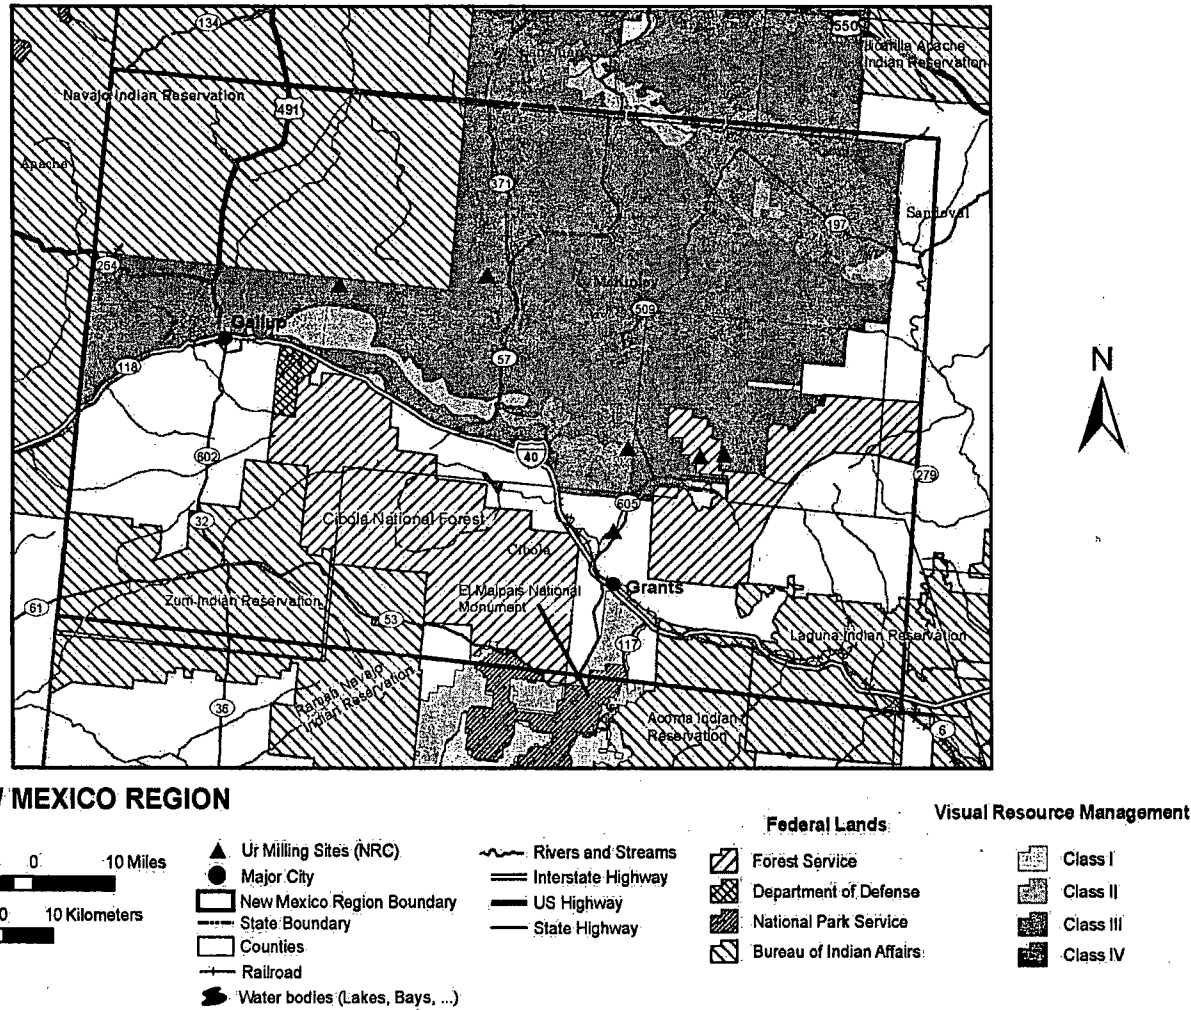 134
550
Jicarilla Apache
Indian Reservation
Navajo Indian Reservation
491
Apache
371
Sandoval
197
264
McKinley
509
Gallup
118
57
N
602
40
279
605
32
Cibola National Forest
Cibola
El Malpais National
Monument
Grants
61
Zuni Indian Reservation
53
117
Laguna Indian Reservation
Ramah Navajo
Indian Reservation
36
Acoma Indian
Reservation
6
MEXICO REGION
0 10 Miles
0 10 Kilometers
Ur Milling Sites (NRC)
Major City
New Mexico Region Boundary
State Boundary
Counties
Railroad
Water bodies (Lakes, Bays, ...)
Rivers and Streams
Interstate Highway
US Highway
State Highway
Federal Lands
Forest Service
Department of Defense
National Park Service
Bureau of Indian Affairs
Visual Resource Management
Class I
Class II
Class III
Class IV